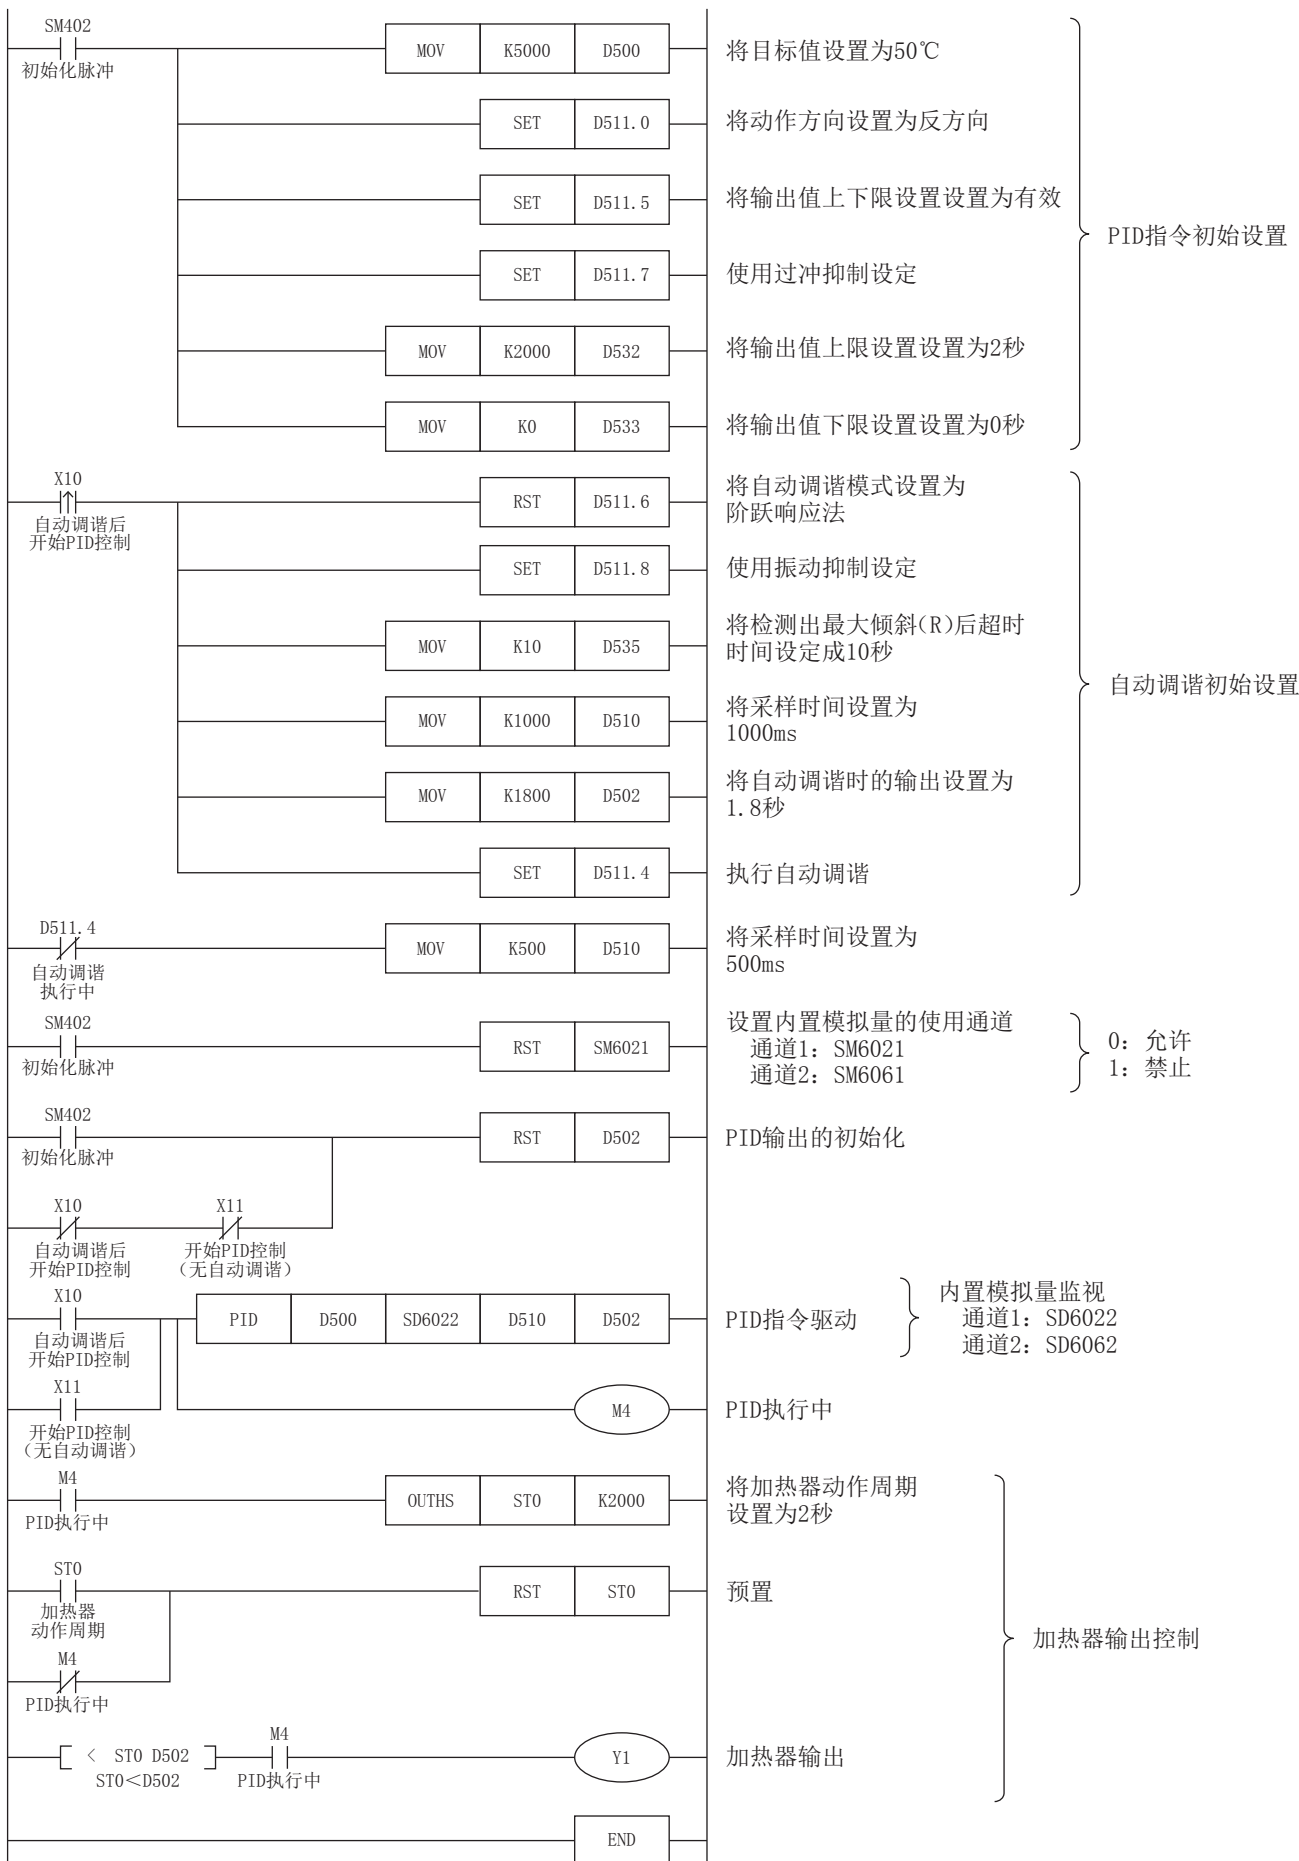 SM402
初始化脉冲
MOV K5000 D500
将目标值设置为50℃
SET D511.0
将动作方向设置为反方向
SET D511.5
将输出值上下限设置设置为有效
SET D511.7
使用过冲抑制设定
MOV K2000 D532
将输出值上限设置设置为2秒
MOV K0 D533
将输出值下限设置设置为0秒
PID指令初始设置
X10
自动调谐后
开始PID控制
RST D511.6
将自动调谐模式设置为
阶跃响应法
SET D511.8
使用振动抑制设定
MOV K10 D535
将检测出最大倾斜(R)后超时
时间设定成10秒
MOV K1000 D510
将采样时间设置为
1000ms
MOV K1800 D502
将自动调谐时的输出设置为
1.8秒
SET D511.4
执行自动调谐
自动调谐初始设置
D511.4
自动调谐
执行中
MOV K500 D510
将采样时间设置为
500ms
SM402
初始化脉冲
RST SM6021
设置内置模拟量的使用通道
通道1：SM6021
通道2：SM6061
0：允许
1：禁止
SM402
初始化脉冲
RST D502
PID输出的初始化
X10
自动调谐后
开始PID控制
X11
开始PID控制
（无自动调谐）
X10
自动调谐后
开始PID控制
PID D500 SD6022 D510 D502
PID指令驱动
内置模拟量监视
通道1：SD6022
通道2：SD6062
X11
开始PID控制
（无自动调谐）
M4
PID执行中
M4
PID执行中
OUTHS ST0 K2000
将加热器动作周期
设置为2秒
ST0
加热器
动作周期
RST ST0
预置
M4
PID执行中
加热器输出控制
< ST0 D502
ST0＜D502
M4
PID执行中
Y1
加热器输出
END